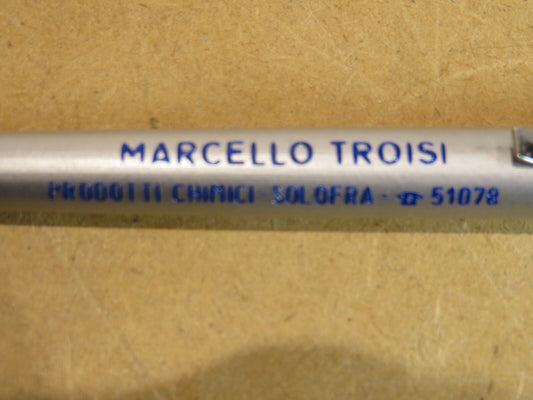 MARCELLO TROISI
PRODOTTI CHIMICI - SOLOFRA - ☎ 51078